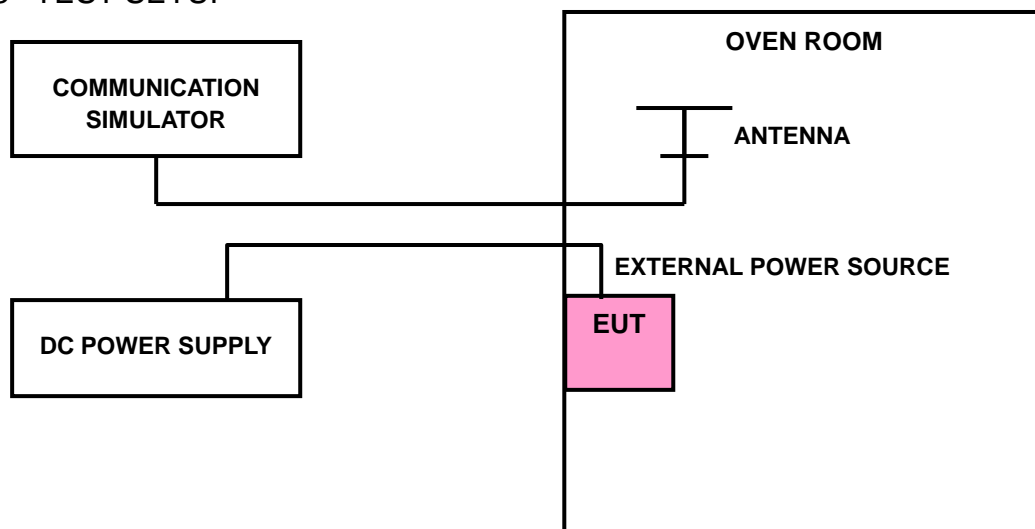 TEST SETUP
OVEN ROOM
COMMUNICATION
SIMULATOR
ANTENNA
EXTERNAL POWER SOURCE
EUT
DC POWER SUPPLY